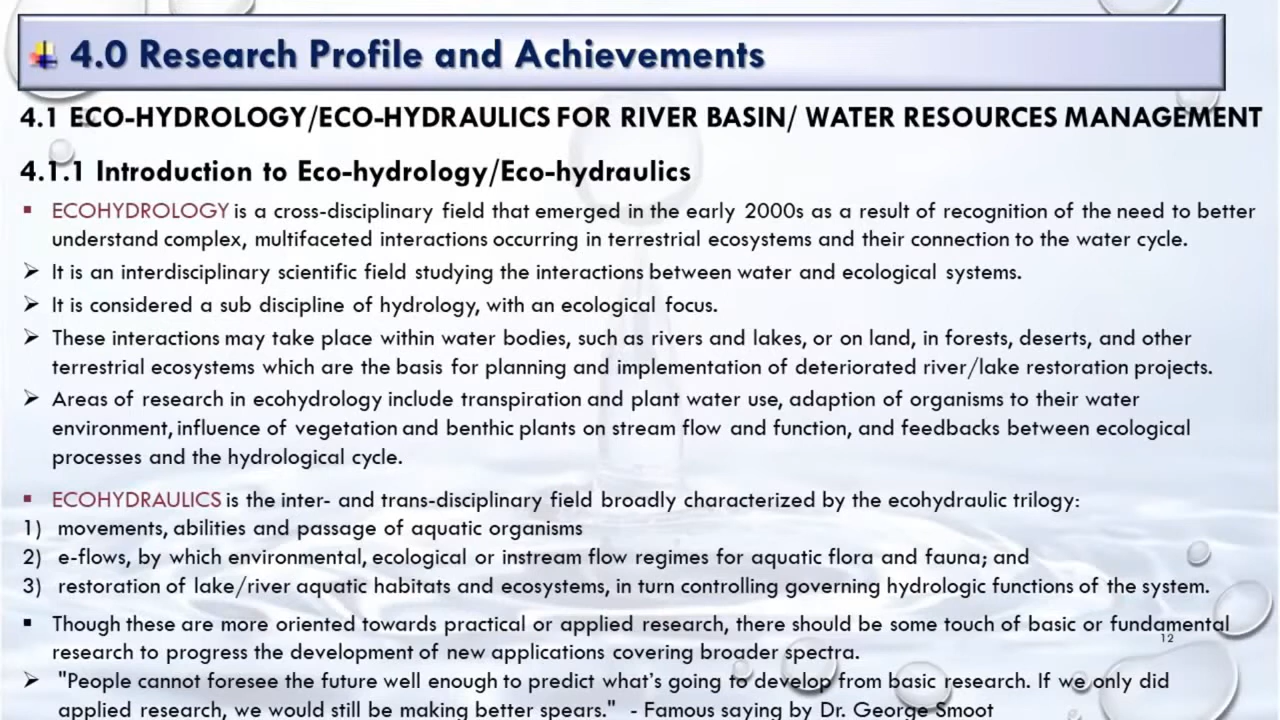 4.0 Research Profile and Achievements
4.1 ECO-HYDROLOGY/ECO-HYDRAULICS FOR RIVER BASIN/ WATER RESOURCES MANAGEMENT
4.1.1 Introduction to Eco-hydrology/Eco-hydraulics
▪ ECOHYDROLOGY is a cross-disciplinary field that emerged in the early 2000s as a result of recognition of the need to better
understand complex, multifaceted interactions occurring in terrestrial ecosystems and their connection to the water cycle.
➢ It is an interdisciplinary scientific field studying the interactions between water and ecological systems.
➢ It is considered a sub discipline of hydrology, with an ecological focus.
➢ These interactions may take place within water bodies, such as rivers and lakes, or on land, in forests, deserts, and other
terrestrial ecosystems which are the basis for planning and implementation of deteriorated river/lake restoration projects.
➢ Areas of research in ecohydrology include transpiration and plant water use, adaption of organisms to their water
environment, influence of vegetation and benthic plants on stream flow and function, and feedbacks between ecological
processes and the hydrological cycle.
▪ ECOHYDRAULICS is the inter- and trans-disciplinary field broadly characterized by the ecohydraulic trilogy:
1) movements, abilities and passage of aquatic organisms
2) e-flows, by which environmental, ecological or instream flow regimes for aquatic flora and fauna; and
3) restoration of lake/river aquatic habitats and ecosystems, in turn controlling governing hydrologic functions of the system.
▪ Though these are more oriented towards practical or applied research, there should be some touch of basic or fundamental
12
research to progress the development of new applications covering broader spectra.
➢ "People cannot foresee the future well enough to predict what's going to develop from basic research. If we only did
applied research, we would still be making better spears." - Famous saying by Dr. George Smoot